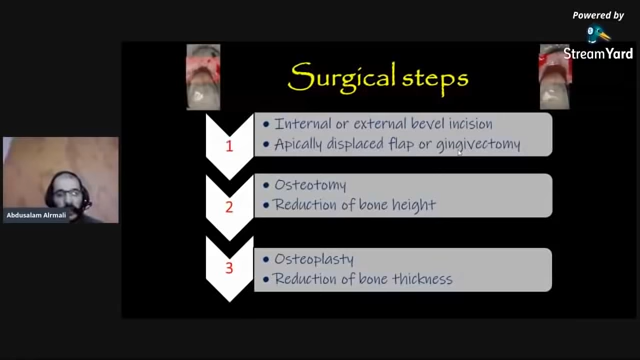 Powered by
StreamYard
Surgical steps
1
• Internal or external bevel incision
• Apically displaced flap or gingivectomy
2
• Osteotomy
• Reduction of bone height
3
• Osteoplasty
• Reduction of bone thickness
Abdusalam Alrmali